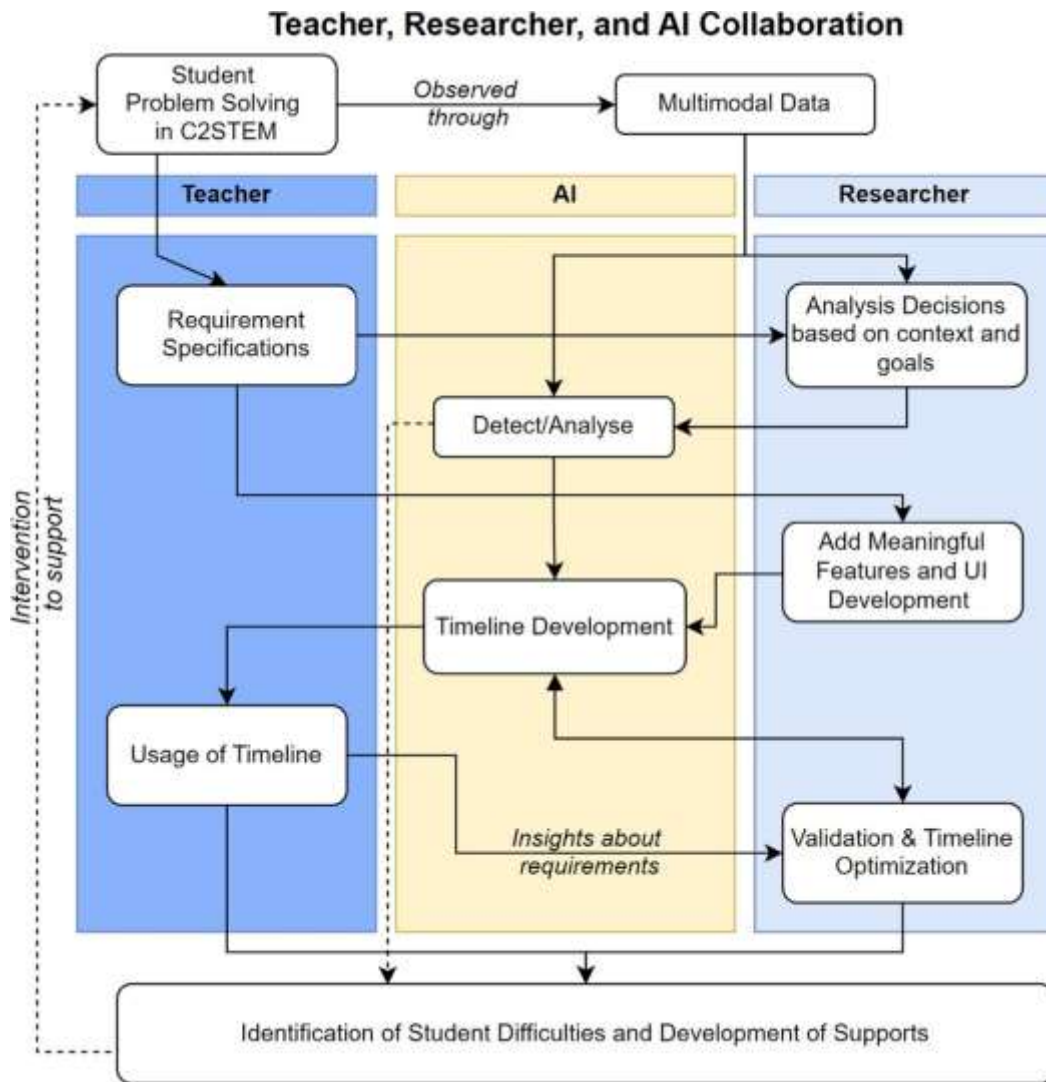 Teacher, Researcher, and AI Collaboration
Student
Problem Solving
in C2STEM
Observed
through
Multimodal Data
Teacher
AI
Researcher
Requirement
Specifications
Analysis Decisions
based on context and
goals
Detect/Analyse
Intervention
to support
Add Meaningful
Features and UI
Development
Timeline Development
Usage of Timeline
Insights about
requirements
Validation & Timeline
Optimization
Identification of Student Difficulties and Development of Supports